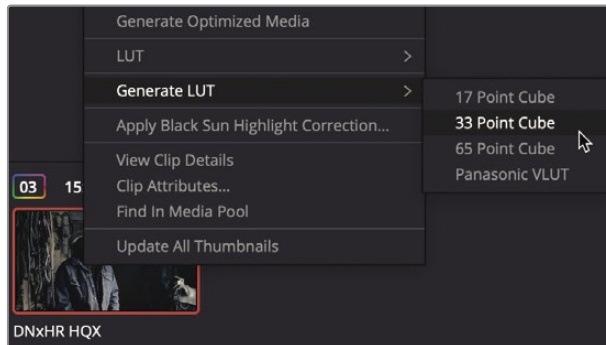 Generate Optimized Media
LUT
Generate LUT
Apply Black Sun Highlight Correction...
View Clip Details
Clip Attributes...
Find In Media Pool
Update All Thumbnails
17 Point Cube
33 Point Cube
65 Point Cube
Panasonic VLUT
03 15
DNxHR HQX